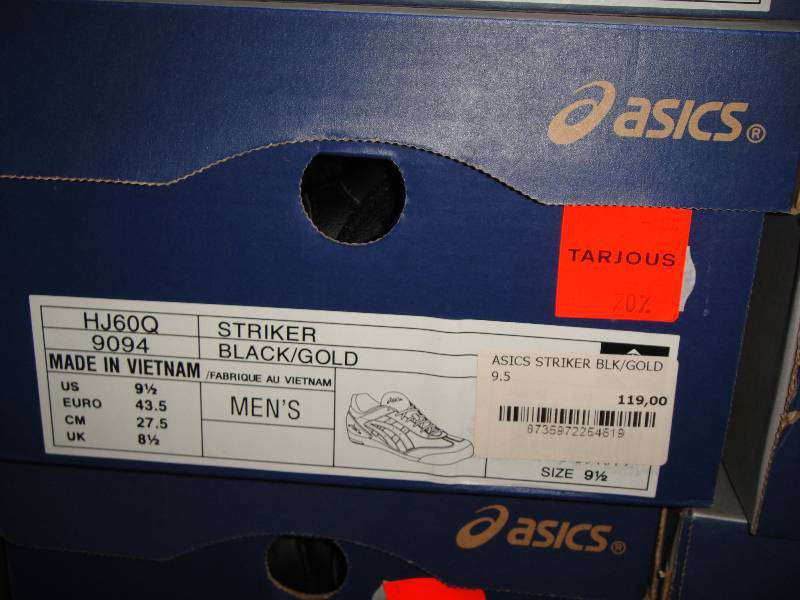 asics®
TARJOUS
70%
HJ60Q
STRIKER
9094
BLACK/GOLD
MADE IN VIETNAM /FABRIQUE AU VIETNAM
US 9½
EURO 43.5
CM 27.5
UK 8½
MEN'S
asics
ASICS STRIKER BLK/GOLD
9.5
119,00
8736972264619
SIZE 9½
asics®